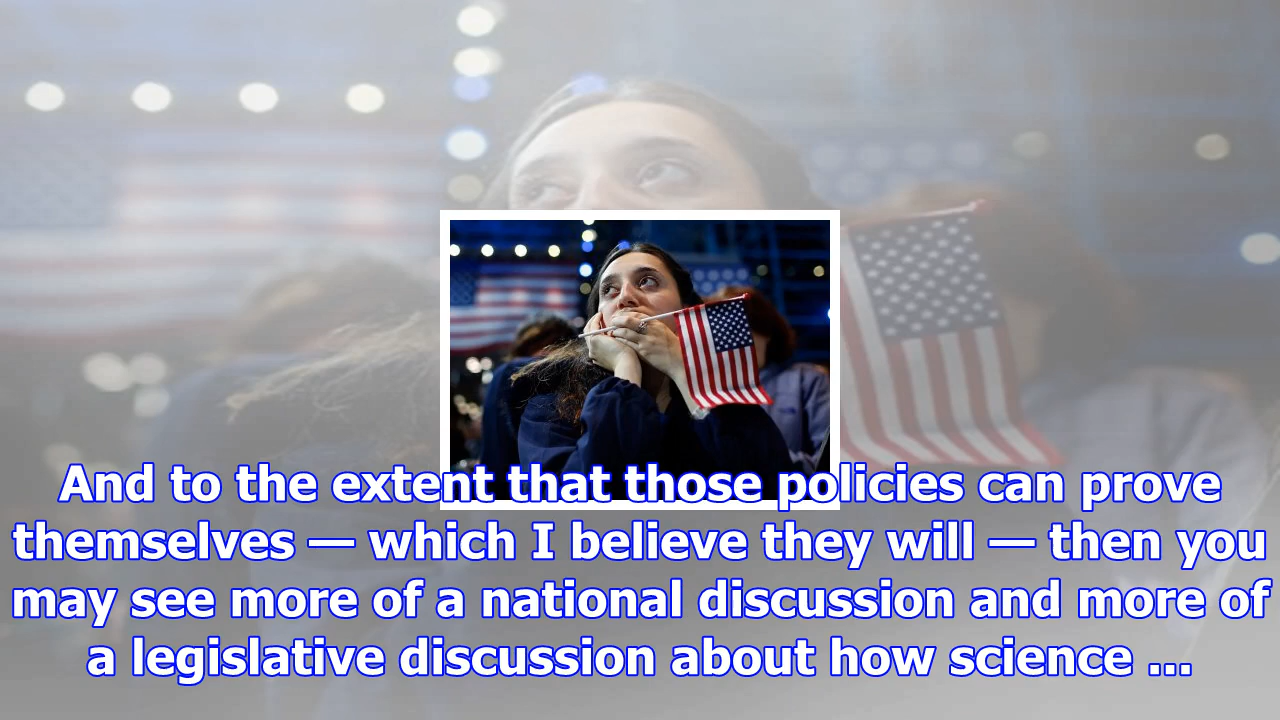 And to the extent that those policies can prove
themselves — which I believe they will — then you
may see more of a national discussion and more of
a legislative discussion about how science ...